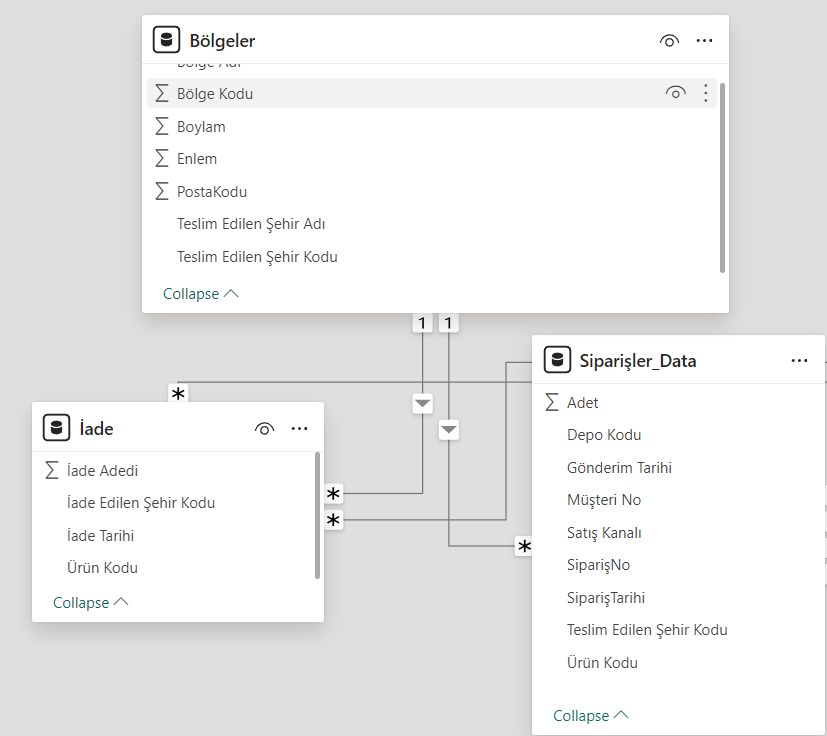 Bölgeler
Bölge Adı
Bölge Kodu
Boylam
Enlem
PostaKodu
Teslim Edilen Şehir Adı
Teslim Edilen Şehir Kodu
Collapse
1 1
*
İade
İade Adedi
İade Edilen Şehir Kodu
İade Tarihi
Ürün Kodu
Collapse
*
*
*
Siparişler_Data
Adet
Depo Kodu
Gönderim Tarihi
Müşteri No
Satış Kanalı
SiparişNo
SiparişTarihi
Teslim Edilen Şehir Kodu
Ürün Kodu
Collapse